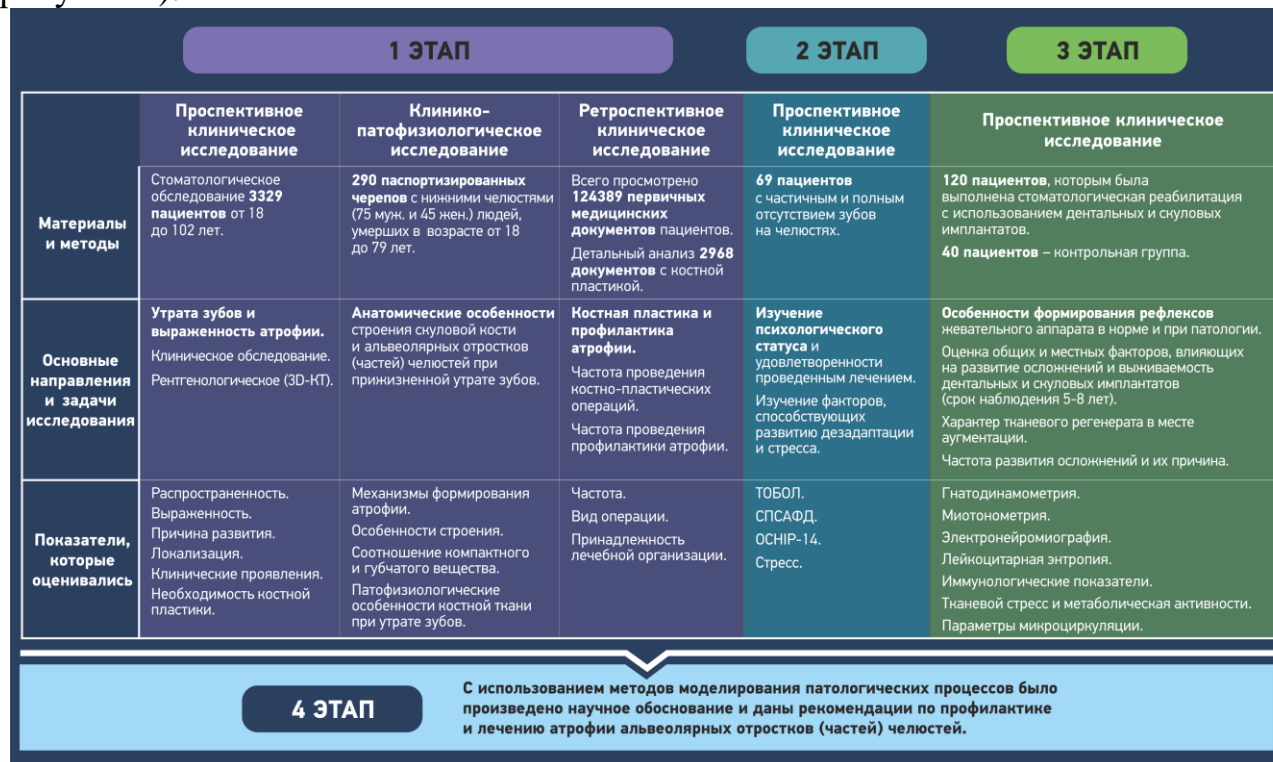 1 ЭТАП
2 ЭТАП
3 ЭТАП
Проспективное
клиническое
исследование
Клинико-
патофизиологическое
исследование
Ретроспективное
клиническое
исследование
Проспективное
клиническое
исследование
Проспективное клиническое
исследование
Материалы
и методы
Стоматологическое
обследование 3329
пациентов от 18
до 102 лет.
290 паспортизированных
черепов с нижними челюстями
(75 муж. и 45 жен.) людей,
умерших в возрасте от 18
до 79 лет.
Всего просмотрено
124389 первичных
медицинских
документов пациентов.
Детальный анализ 2968
документов с костной
пластикой.
69 пациентов
с частичным и полным
отсутствием зубов
на челюстях.
120 пациентов, которым была
выполнена стоматологическая реабилитация
с использованием дентальных и скуловых
имплантатов.
40 пациентов – контрольная группа.
Основные
направления
и задачи
исследования
Утрата зубов и
выраженность атрофии.
Клиническое обследование.
Рентгенологическое (3D-КТ).
Анатомические особенности
строения скуловой кости
и альвеолярных отростков
(частей) челюстей при
прижизненной утрате зубов.
Костная пластика и
профилактика
атрофии.
Частота проведения
костно-пластических
операций.
Частота проведения
профилактики атрофии.
Изучение
психологического
статуса и
удовлетворенности
проведенным лечением.
Изучение факторов,
способствующих
развитию дезадаптации
и стресса.
Особенности формирования рефлексов
жевательного аппарата в норме и при патологии.
Оценка общих и местных факторов, влияющих
на развитие осложнений и выживаемость
дентальных и скуловых имплантатов
(срок наблюдения 5-8 лет).
Характер тканевого регенерата в месте
аугментации.
Частота развития осложнений и их причина.
Показатели,
которые
оценивались
Распространенность.
Выраженность.
Причина развития.
Локализация.
Клинические проявления.
Необходимость костной
пластики.
Механизмы формирования
атрофии.
Особенности строения.
Соотношение компактного
и губчатого вещества.
Патофизиологические
особенности костной ткани
при утрате зубов.
Частота.
Вид операции.
Принадлежность
лечебной организации.
ТОБОЛ.
СПСАФД.
OCHIP-14.
Стресс.
Гнатодинамометрия.
Миотонометрия.
Электронейромиография.
Лейкоцитарная энтропия.
Иммунологические показатели.
Тканевой стресс и метаболическая активности.
Параметры микроциркуляции.
4 ЭТАП
С использованием методов моделирования патологических процессов было
произведено научное обоснование и даны рекомендации по профилактике
и лечению атрофии альвеолярных отростков (частей) челюстей.